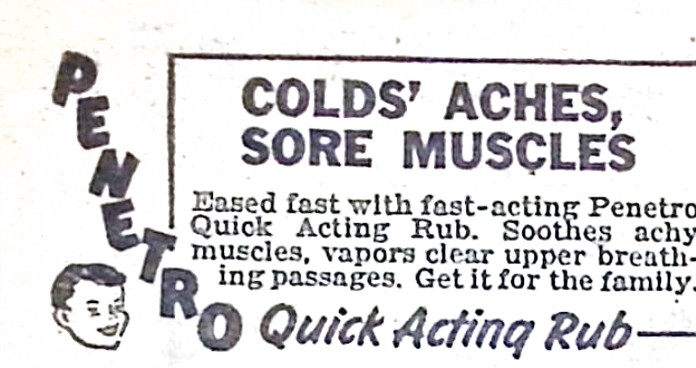 PENETRO
COLDS' ACHES,
SORE MUSCLES
Eased fast with fast-acting Penetro
Quick Acting Rub. Soothes achy
muscles, vapors clear upper breath-
ing passages. Get it for the family.
Quick Acting Rub